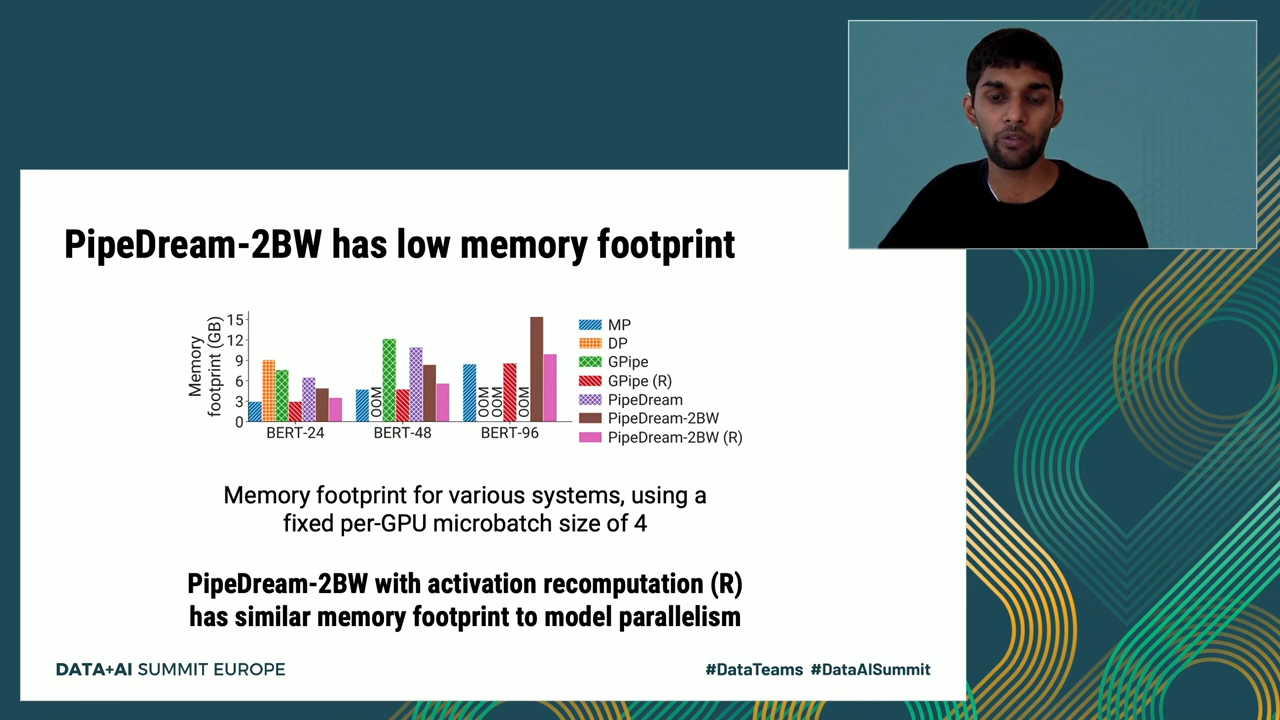 PipeDream-2BW has low memory footprint
Memory
footprint (GB)
15
12
9
6
3
0
OOM
OOM
OOM
OOM
BERT-24
BERT-48
BERT-96
MP
DP
GPipe
GPipe (R)
PipeDream
PipeDream-2BW
PipeDream-2BW (R)
Memory footprint for various systems, using a
fixed per-GPU microbatch size of 4
PipeDream-2BW with activation recomputation (R)
has similar memory footprint to model parallelism
DATA+AI SUMMIT EUROPE
#DataTeams #DataAISummit